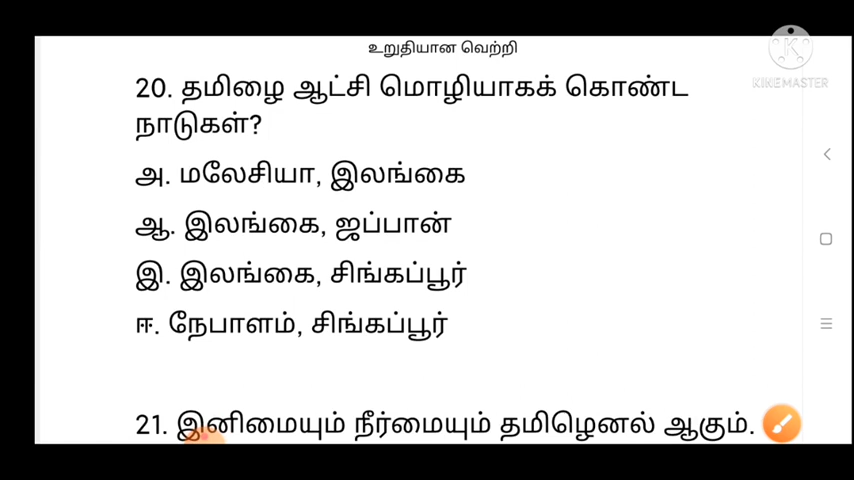 உறுதியான வெற்றி
KINEMASTER
20. தமிழை ஆட்சி மொழியாகக் கொண்ட
நாடுகள்?
அ. மலேசியா, இலங்கை
ஆ. இலங்கை, ஜப்பான்
இ. இலங்கை, சிங்கப்பூர்
ஈ. நேபாளம், சிங்கப்பூர்
21. இனிமையும் நீர்மையும் தமிழெனல் ஆகும்.